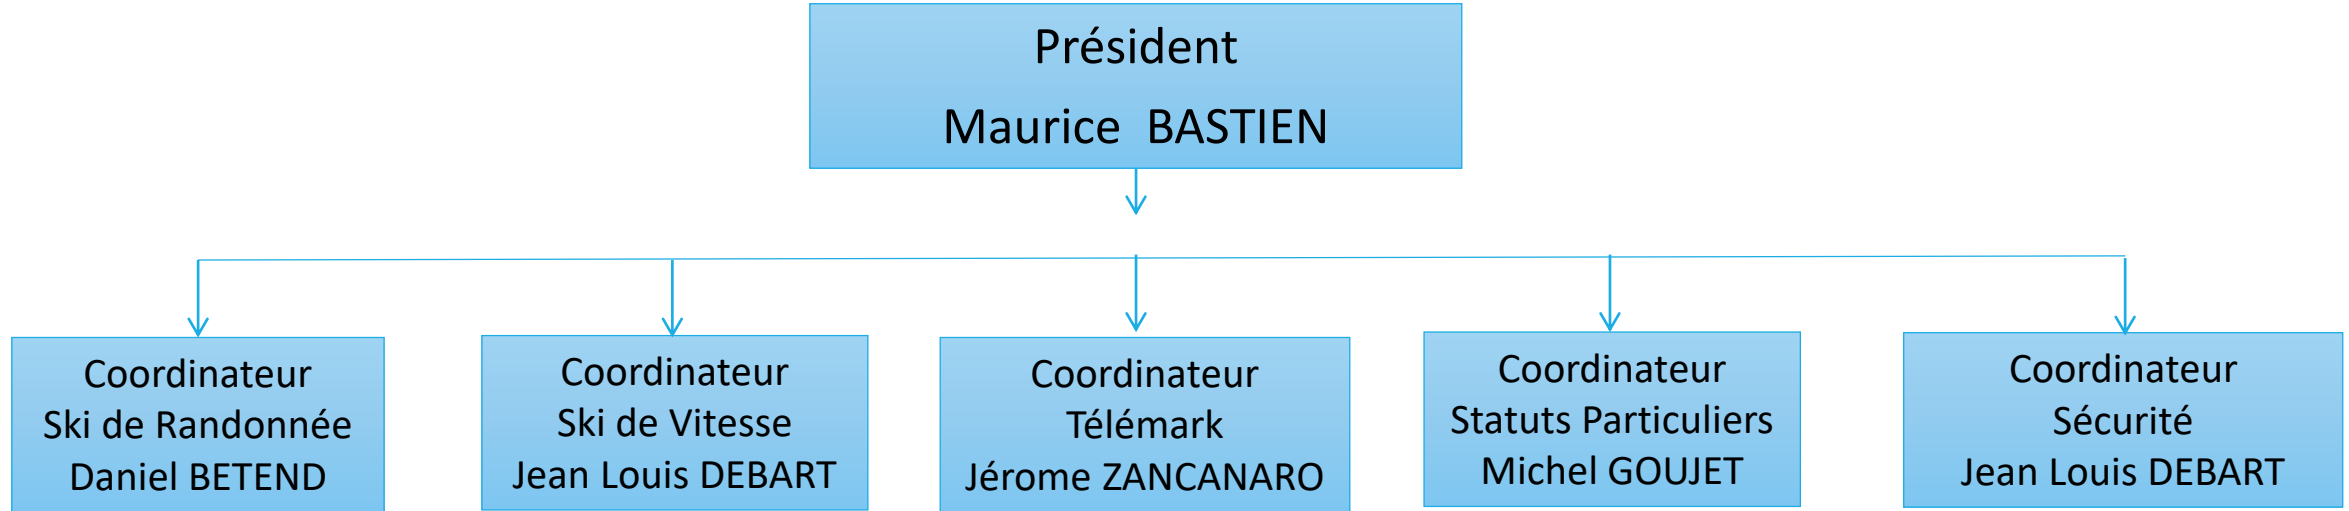 Président
Maurice  BASTIEN
Coordinateur
Ski de Randonnée
Daniel BETEND
Coordinateur
Ski de Vitesse
Jean Louis DEBART
Coordinateur
Télémark
Jérome ZANCANARO
Coordinateur
Statuts Particuliers
Michel GOUJET
Coordinateur
Sécurité
Jean Louis DEBART